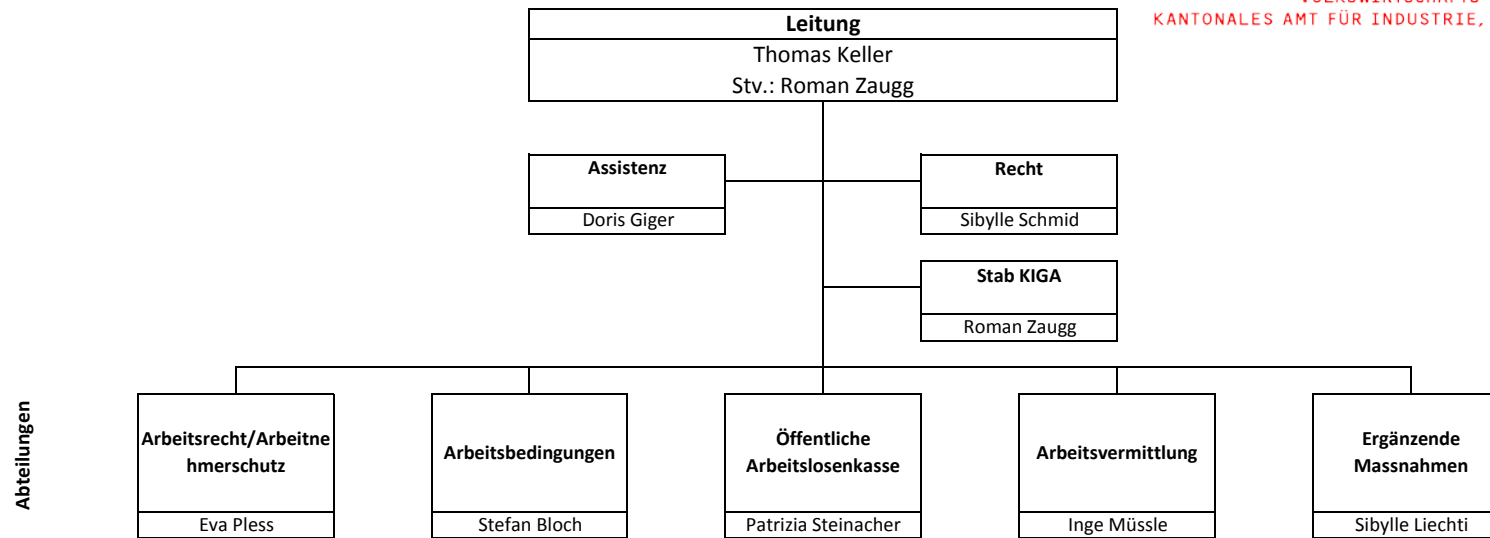 KANTONALES AMT FÜR INDUSTRIE,
Leitung
Thomas Keller
Stv.: Roman Zaugg
Assistenz
Doris Giger
Recht
Sibylle Schmid
Stab KIGA
Roman Zaugg
Abteilungen
Arbeitsrecht/Arbeitne
hmerschutz
Eva Pless
Arbeitsbedingungen
Stefan Bloch
Öffentliche
Arbeitslosenkasse
Patrizia Steinacher
Arbeitsvermittlung
Inge Müssle
Ergänzende
Massnahmen
Sibylle Liechti